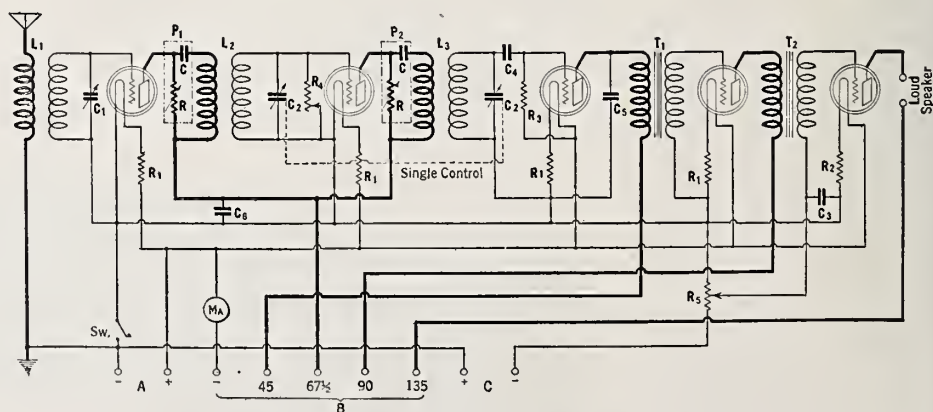 L1 P1 L2 P2 L3 T1 T2
C C C4
C1 R C2 R4 R C2 R3 C5
Loud Speaker
R1 R1 R1 R1 R2
Single Control
C6 C3
MA R5
Sw.
- A + - 45 67½ 90 135 + C -
B